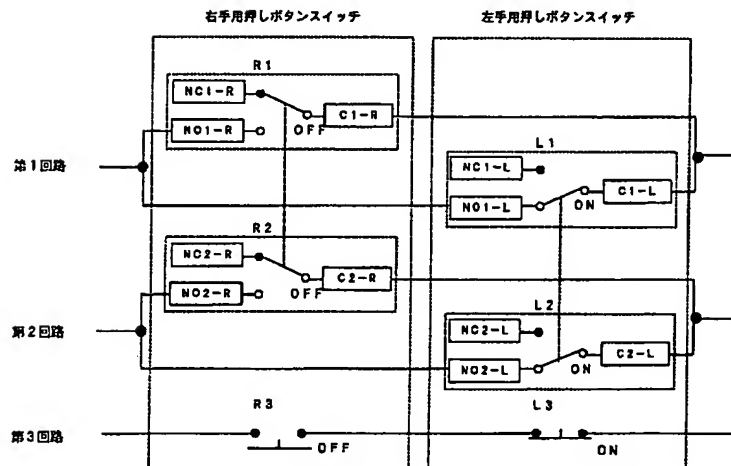 右手用押しボタンスイッチ
左手用押しボタンスイッチ
R1
NC1-R
C1-R
NO1-R
OFF
L1
第1回路
NC1-L
C1-L
NO1-L
ON
R2
NC2-R
C2-R
NO2-R
OFF
L2
第2回路
NC2-L
C2-L
NO2-L
ON
R3
L3
第3回路
OFF
ON